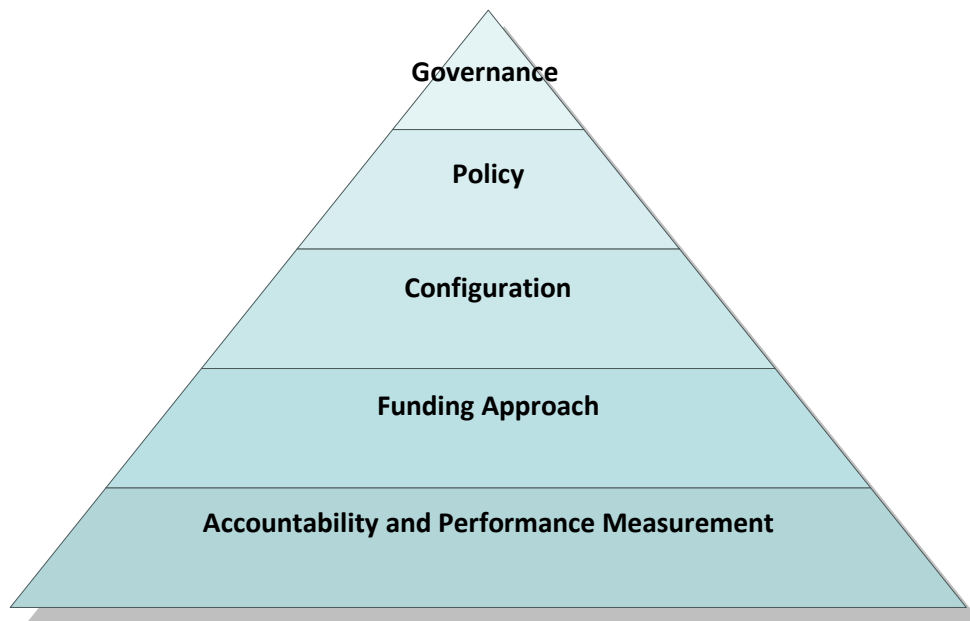 Governance
Policy
Configuration
Funding Approach
Accountability and Performance Measurement